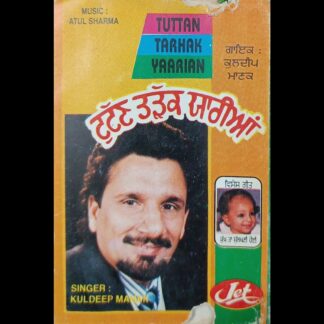 MUSIC :
ATUL SHARMA
TUTTAN
TARHAK
YAARIAN
ਗਾਇਕ :
ਕੁਲਦੀਪ
ਮਾਣਕ
ਟੁੱਟਣ ਤੜੱਕ ਯਾਰੀਆਂ
ਵਿਸ਼ੇਸ਼ ਗੀਤ
SINGER :
KULDEEP MANAK
Jet